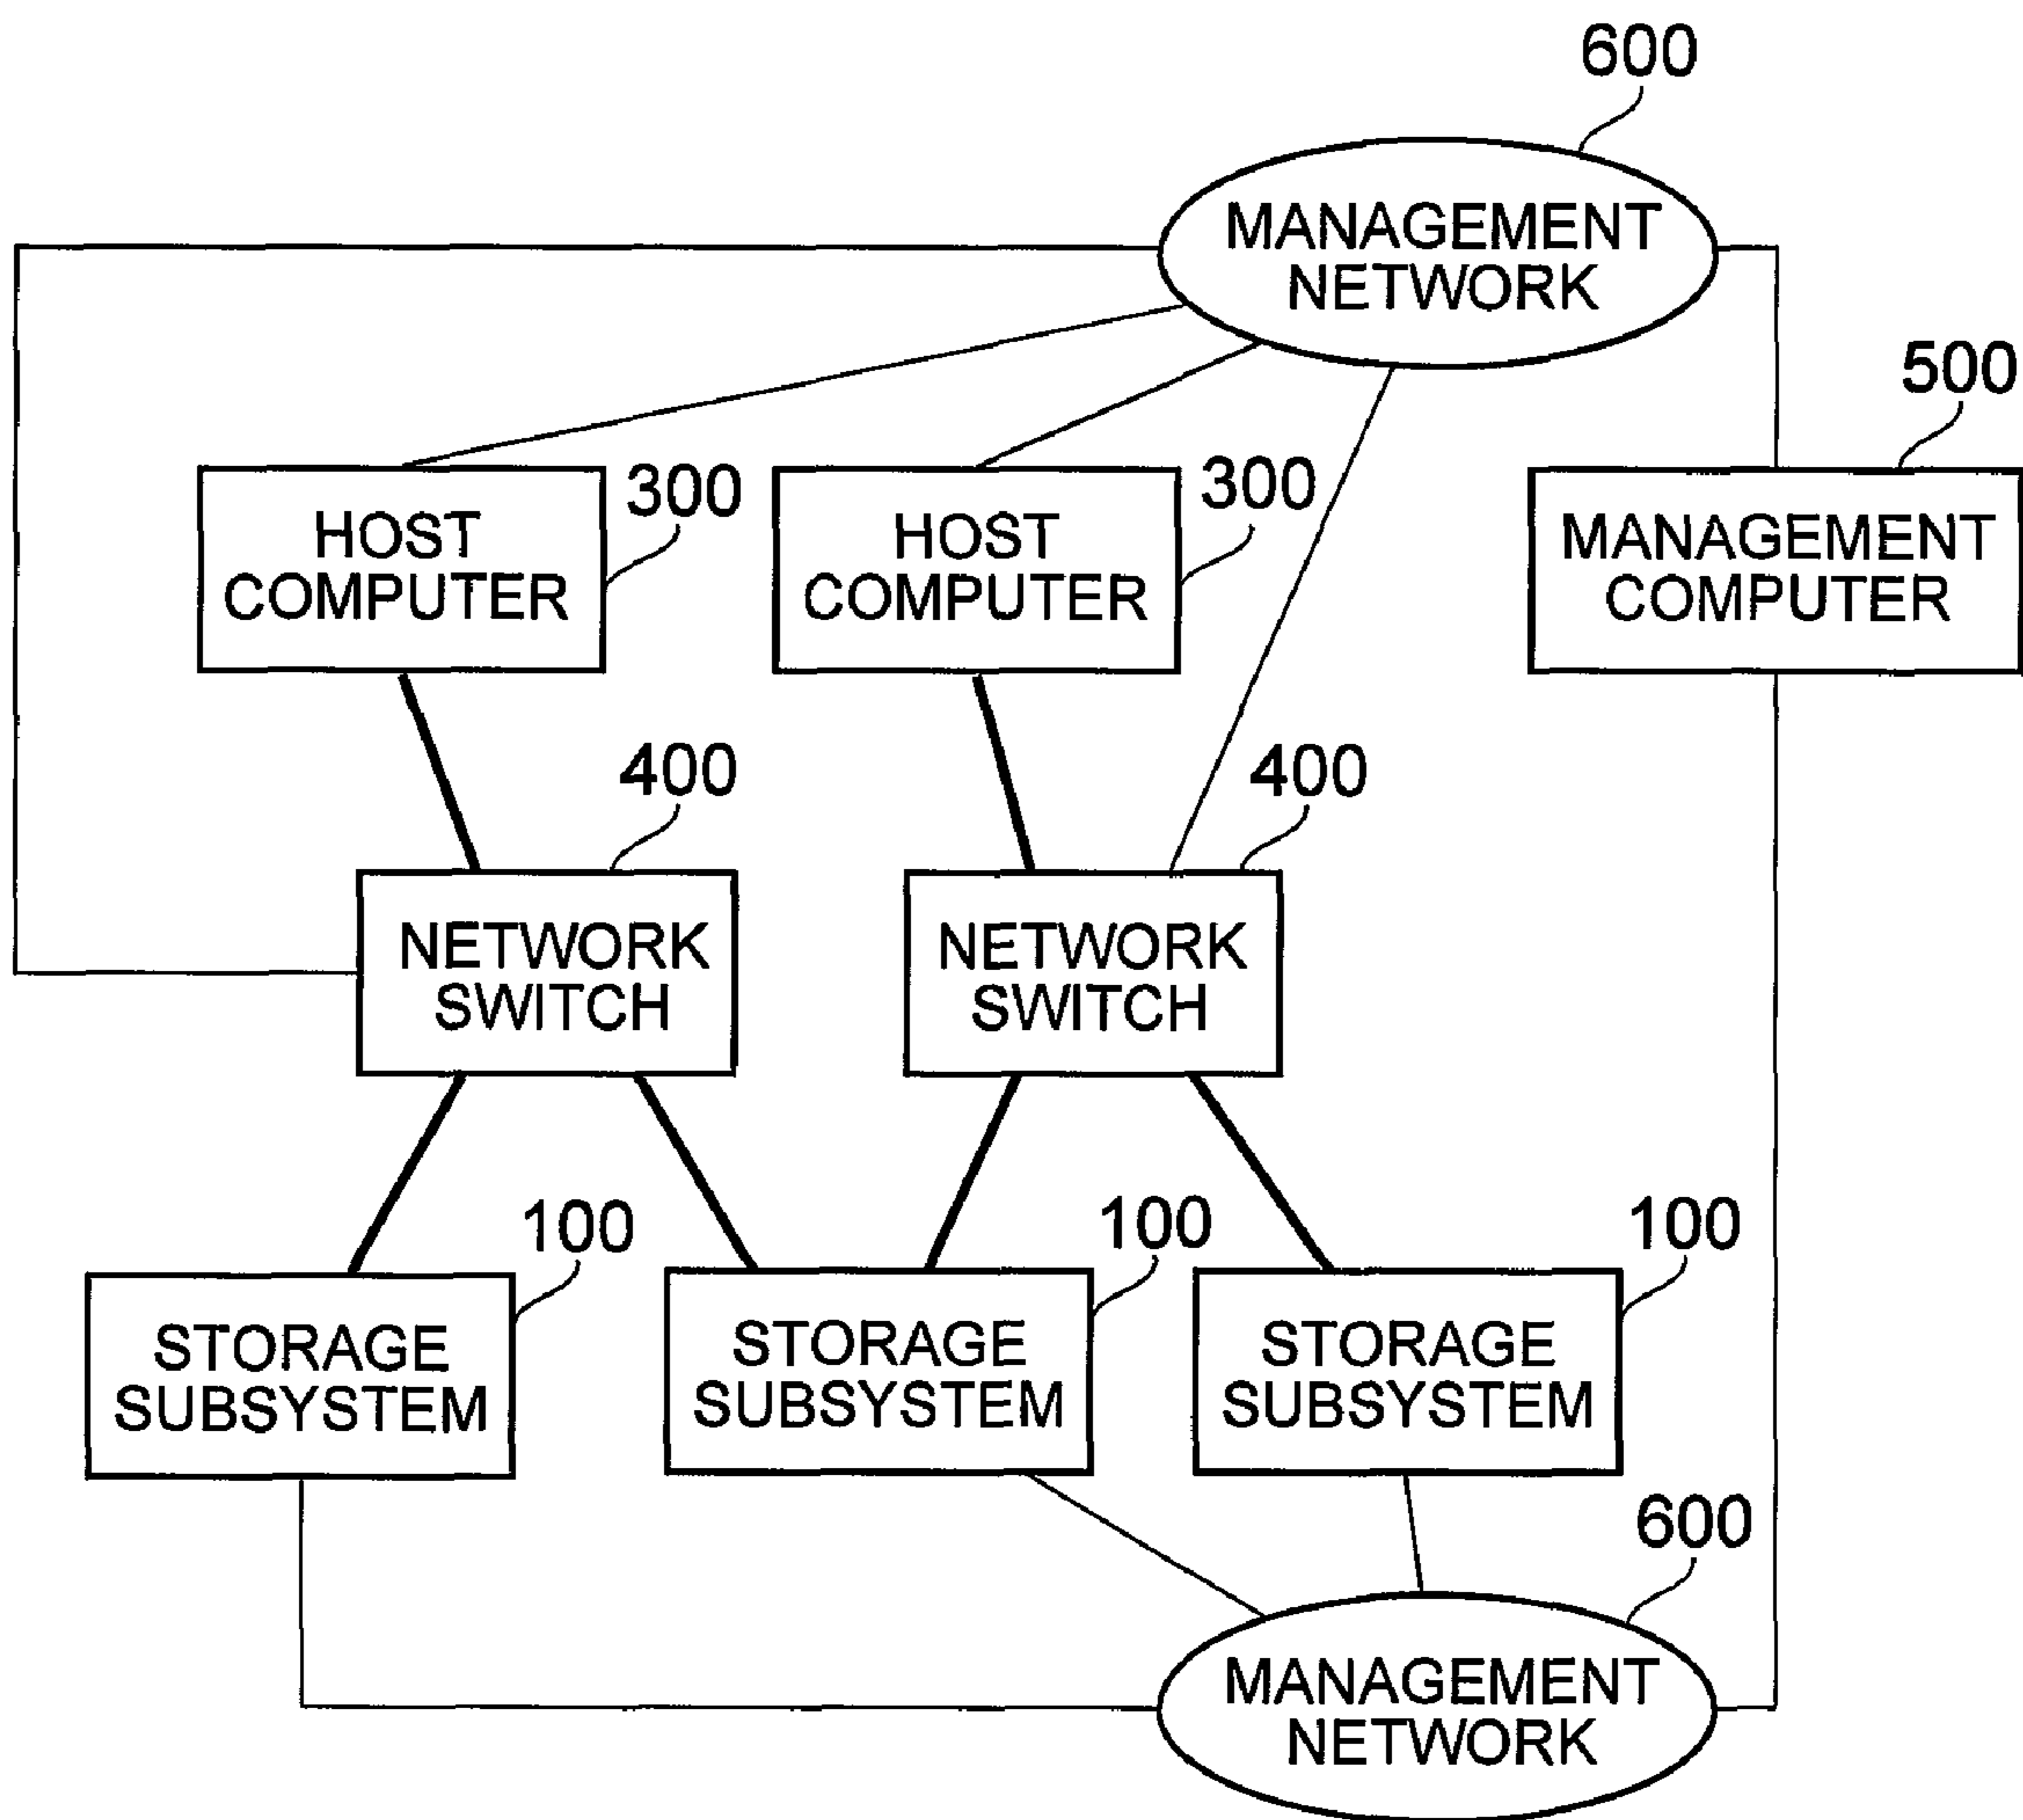 600
MANAGEMENT
NETWORK
500
300
300
HOST
COMPUTER
HOST
COMPUTER
MANAGEMENT
COMPUTER
400
400
NETWORK
SWITCH
NETWORK
SWITCH
100
100
100
STORAGE
SUBSYSTEM
STORAGE
SUBSYSTEM
STORAGE
SUBSYSTEM
600
MANAGEMENT
NETWORK